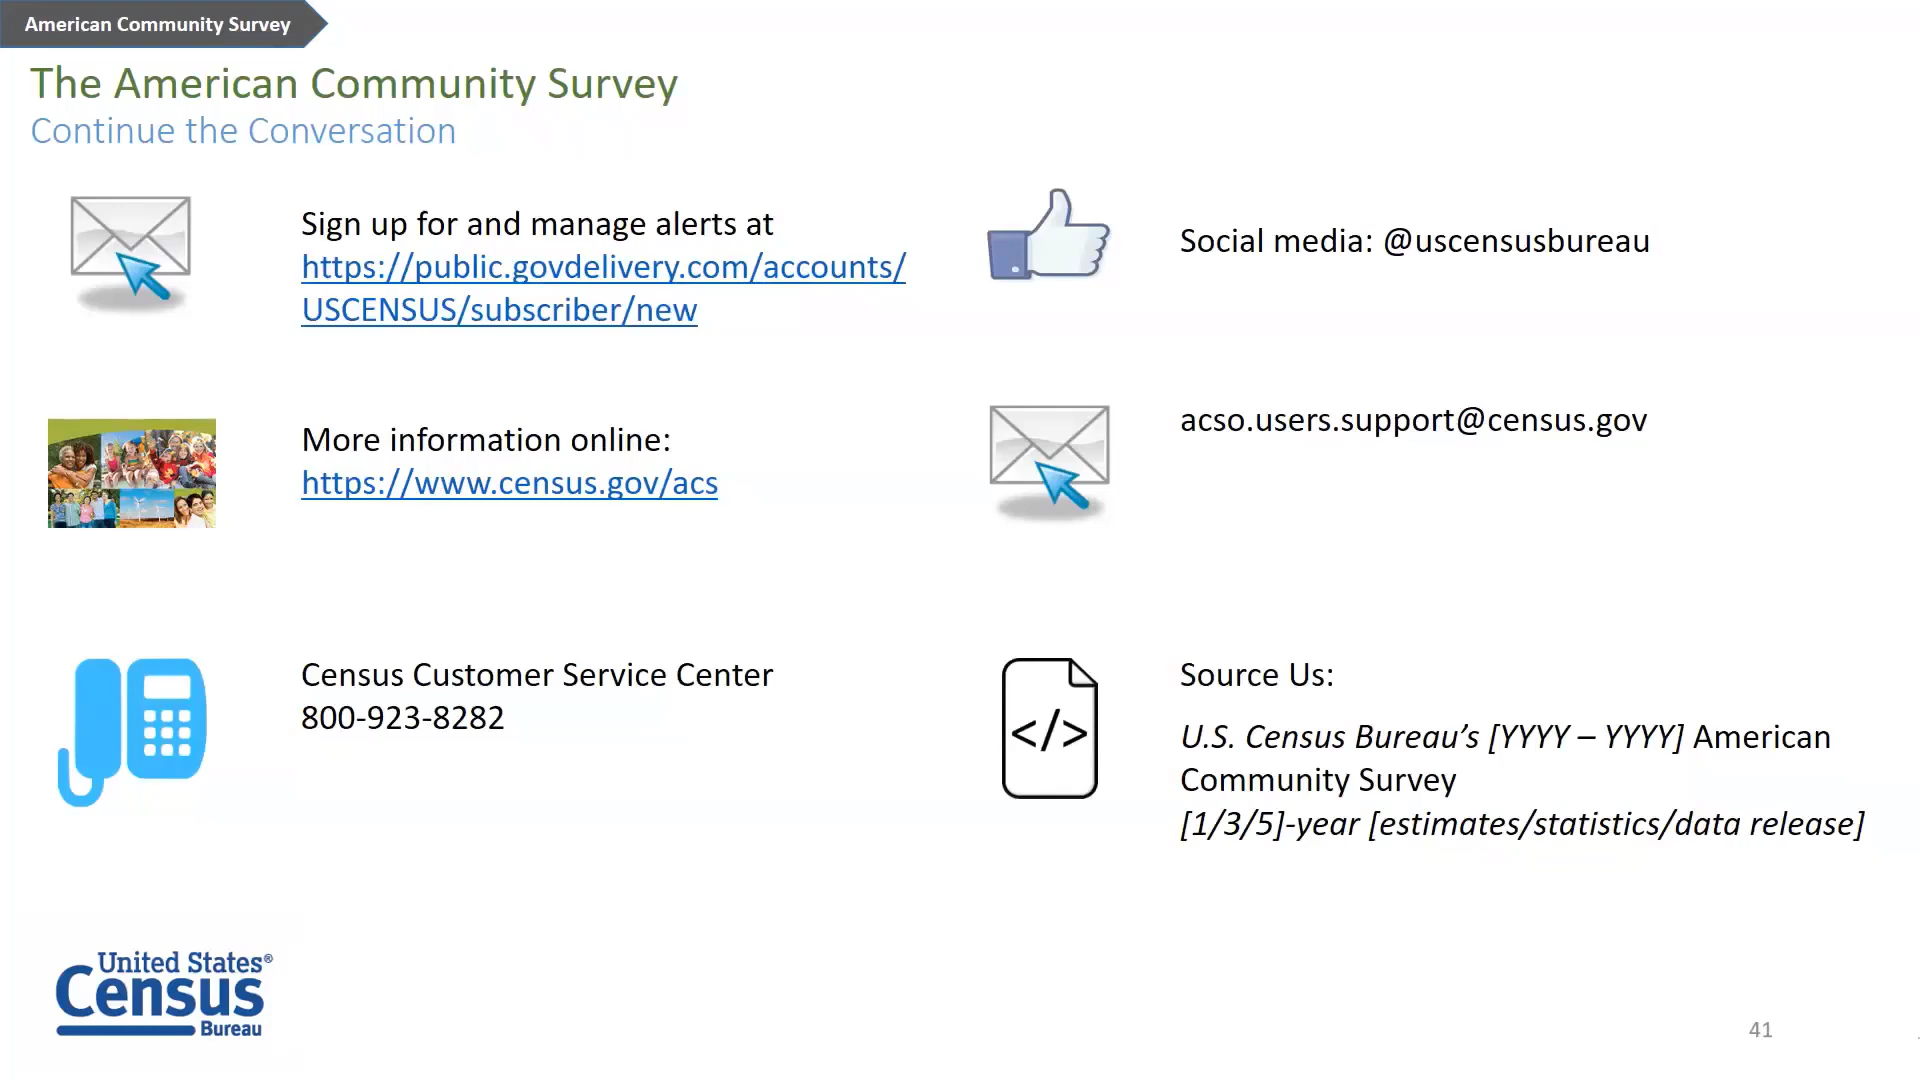 American Community Survey
The American Community Survey
Continue the Conversation
Sign up for and manage alerts at
https://public.govdelivery.com/accounts/
USCENSUS/subscriber/new
Social media: @uscensusbureau
More information online:
https://www.census.gov/acs
acso.users.support@census.gov
Census Customer Service Center
800-923-8282
</>
Source Us:
U.S. Census Bureau’s [YYYY – YYYY] American
Community Survey
[1/3/5]-year [estimates/statistics/data release]
United States®
Census
Bureau
41